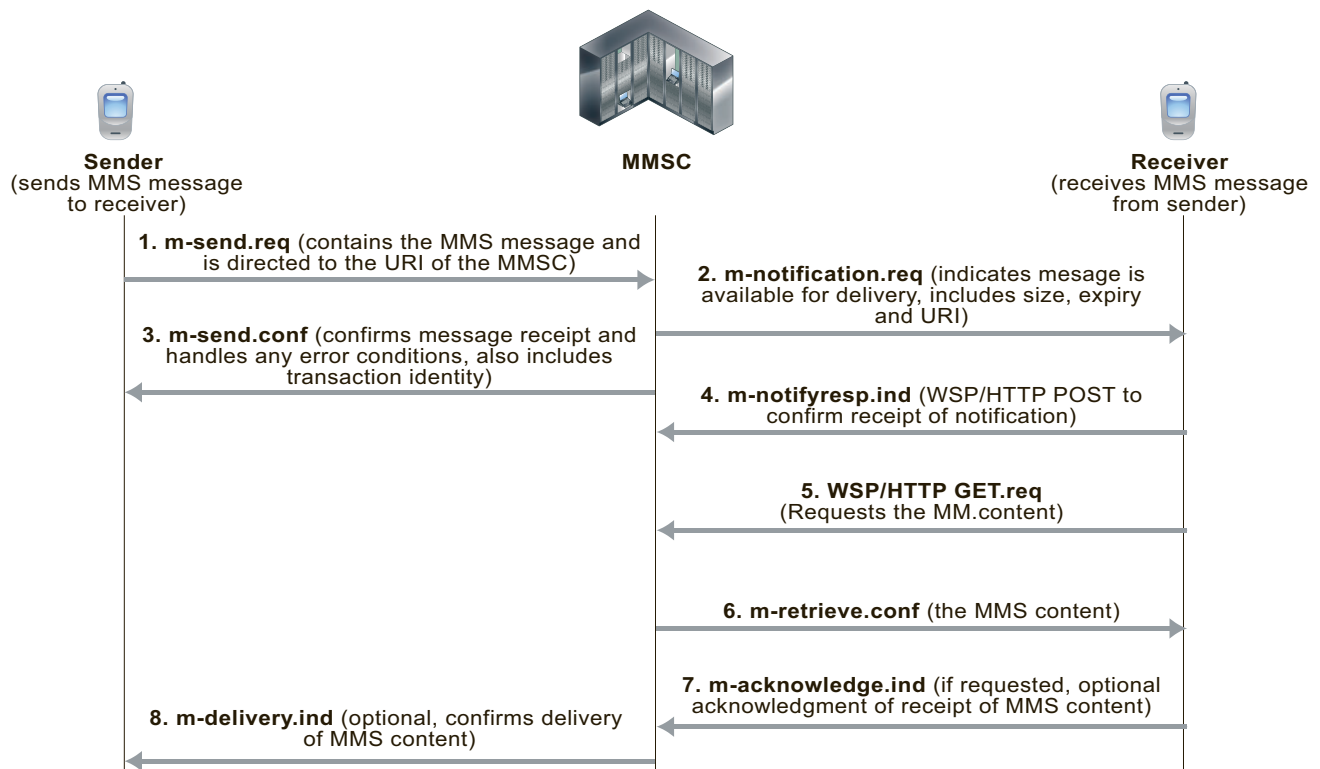 Sender
(sends MMS message
to receiver)
MMSC
Receiver
(receives MMS message
from sender)
1. m-send.req (contains the MMS message and
is directed to the URI of the MMSC)
2. m-notification.req (indicates mesage is
available for delivery, includes size, expiry
and URI)
3. m-send.conf (confirms message receipt and
handles any error conditions, also includes
transaction identity)
4. m-notifyresp.ind (WSP/HTTP POST to
confirm receipt of notification)
5. WSP/HTTP GET.req
(Requests the MM.content)
6. m-retrieve.conf (the MMS content)
7. m-acknowledge.ind (if requested, optional
acknowledgment of receipt of MMS content)
8. m-delivery.ind (optional, confirms delivery
of MMS content)